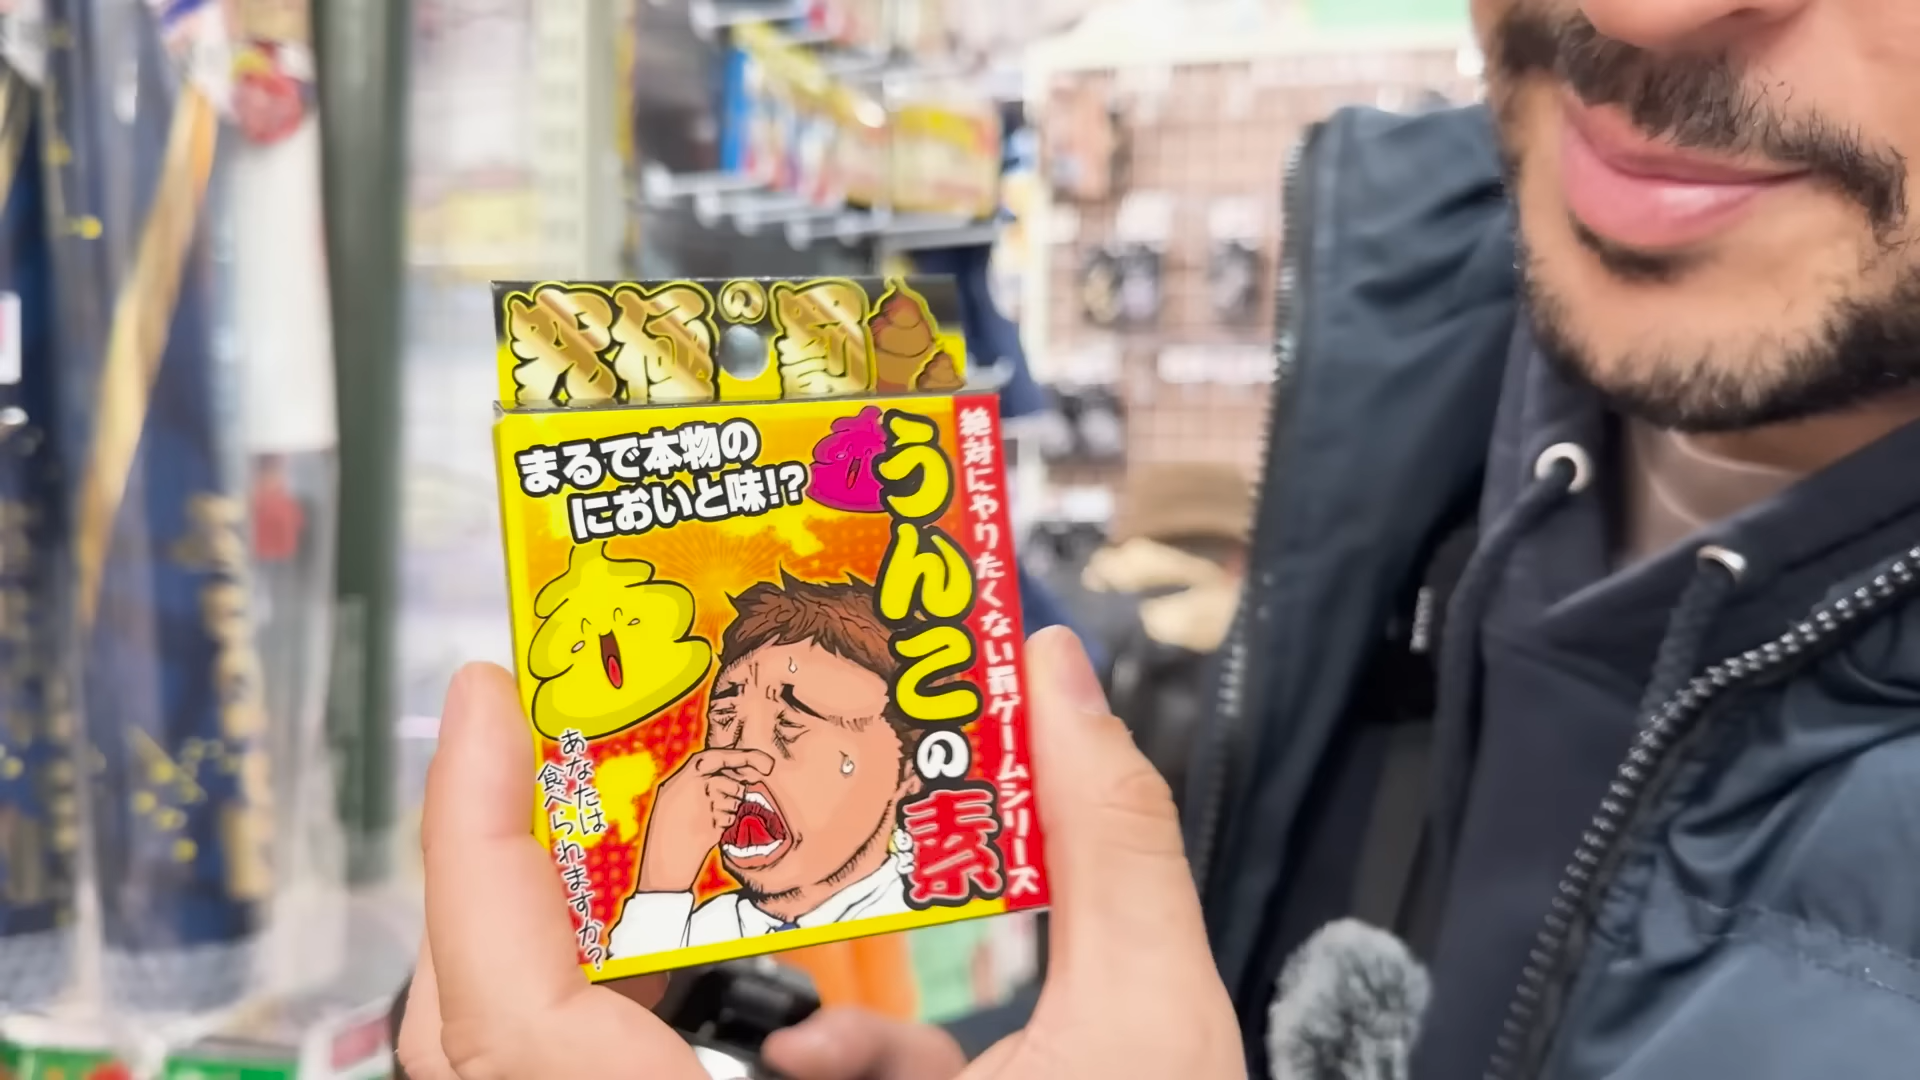 究極の罰
まるで本物の
においと味!?
うんこの素
もと
絶対にやりたくない罰ゲームシリーズ
あなたは
食べられますか?